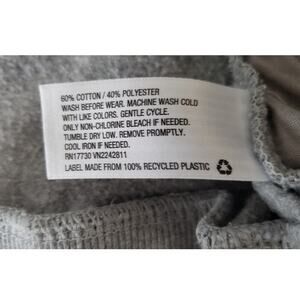 60% COTTON / 40% POLYESTER
WASH BEFORE WEAR. MACHINE WASH COLD
WITH LIKE COLORS. GENTLE CYCLE.
ONLY NON-CHLORINE BLEACH IF NEEDED.
TUMBLE DRY LOW. REMOVE PROMPTLY.
COOL IRON IF NEEDED.
RN17730 VN2242811
LABEL MADE FROM 100% RECYCLED PLASTIC